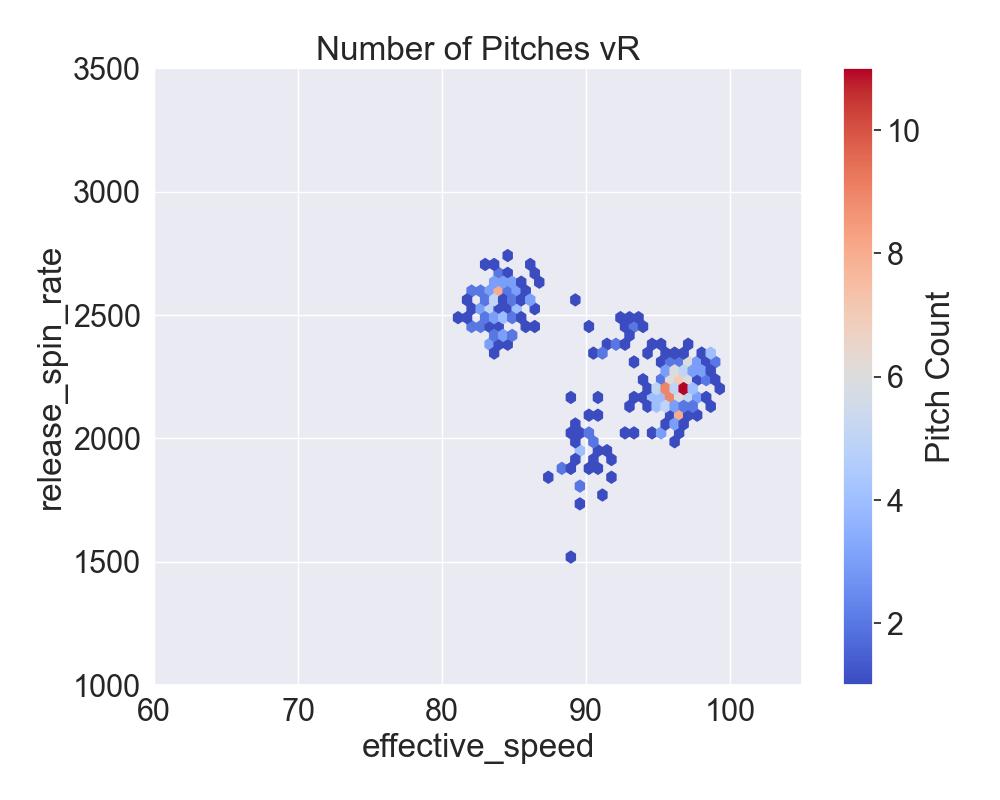 Number of Pitches vR
3500
3000
2500
2000
1500
1000
release_spin_rate
60 70 80 90 100
effective_speed
10
8
6
4
2
Pitch Count